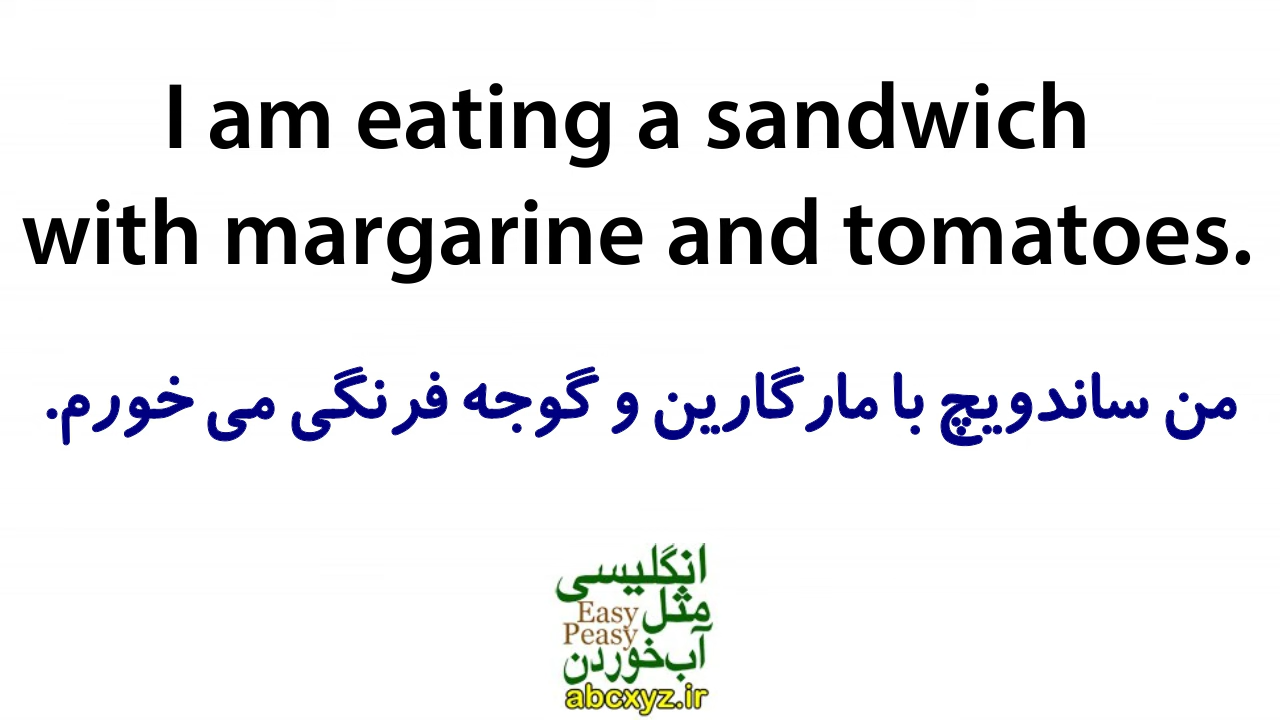 I am eating a sandwich
with margarine and tomatoes.
من ساندویچ با مارگارین و گوجه فرنگی می خورم.
انگلیسی
مثل
Easy
Peasy
آب‌خوردن
abcxyz.ir